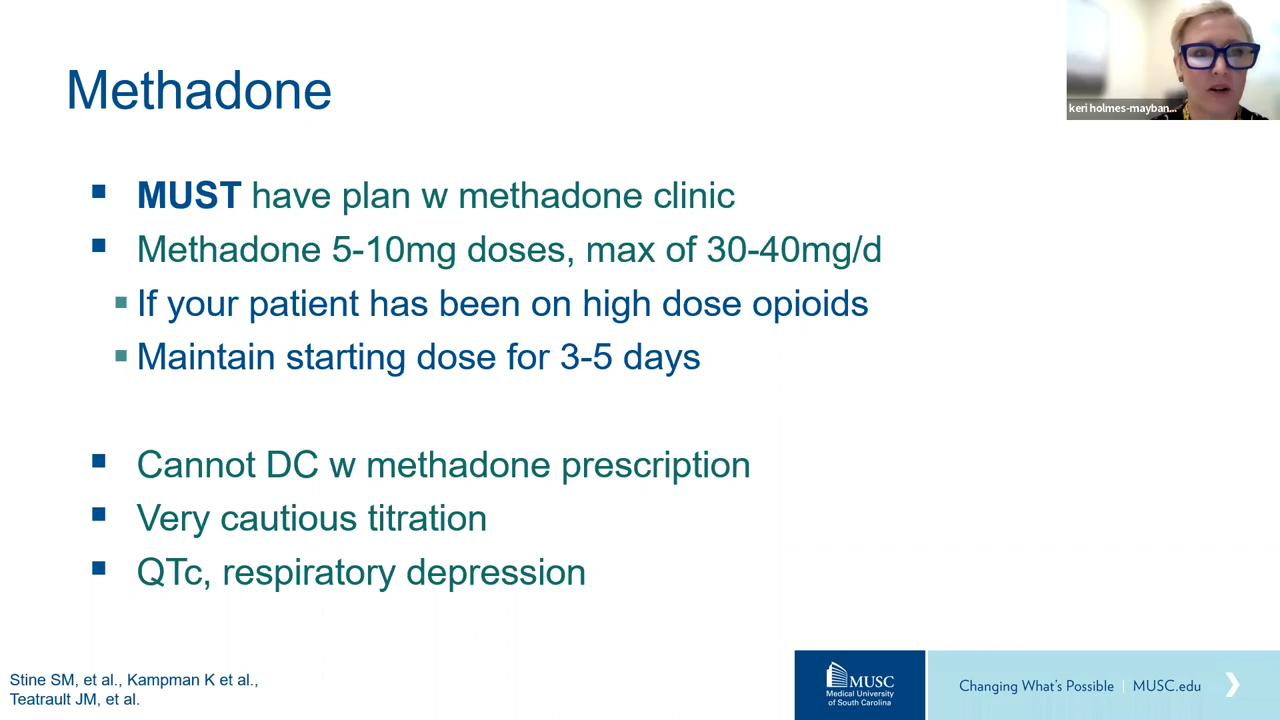 Methadone
keri holmes-mayban...
▪ MUST have plan w methadone clinic
▪ Methadone 5-10mg doses, max of 30-40mg/d
▪ If your patient has been on high dose opioids
▪ Maintain starting dose for 3-5 days
▪ Cannot DC w methadone prescription
▪ Very cautious titration
▪ QTc, respiratory depression
Stine SM, et al., Kampman K et al.,
Teatrault JM, et al.
MUSC
Medical University
of South Carolina
Changing What's Possible | MUSC.edu